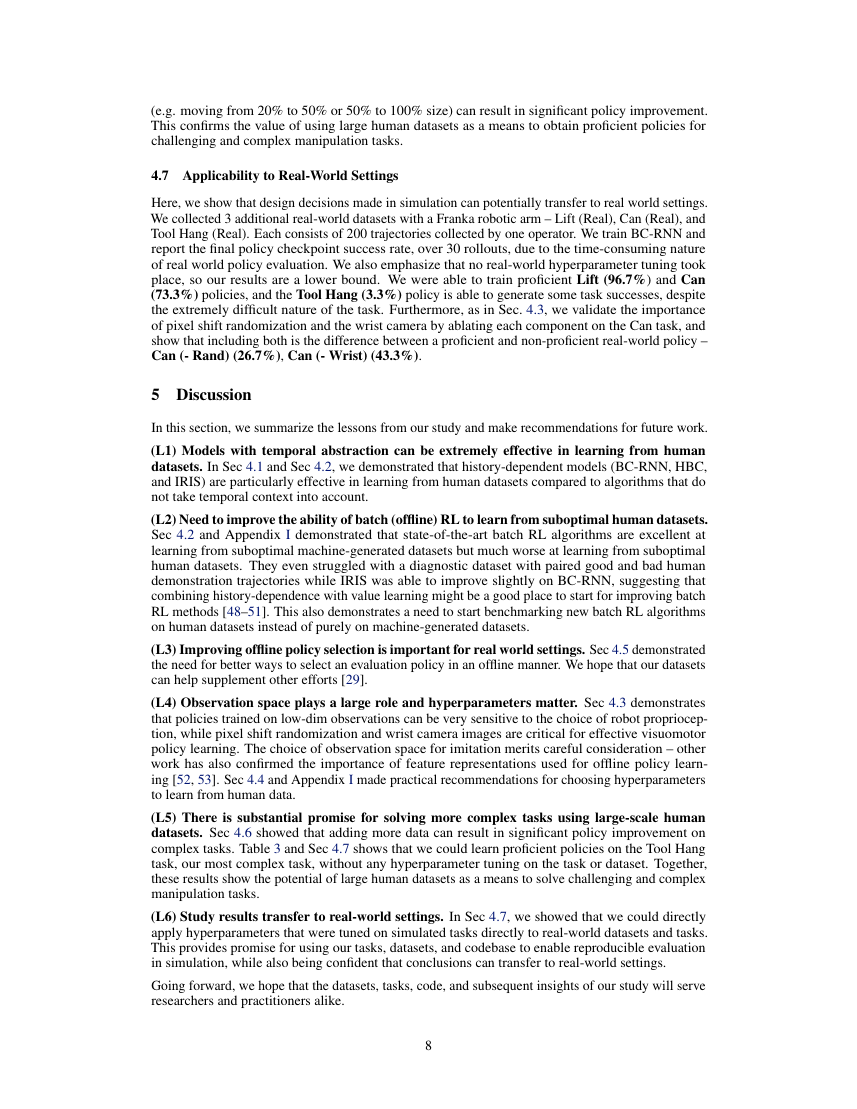 (e.g. moving from 20% to 50% or 50% to 100% size) can result in significant policy improvement.
This confirms the value of using large human datasets as a means to obtain proficient policies for
challenging and complex manipulation tasks.
4.7 Applicability to Real-World Settings
Here, we show that design decisions made in simulation can potentially transfer to real world settings.
We collected 3 additional real-world datasets with a Franka robotic arm – Lift (Real), Can (Real), and
Tool Hang (Real). Each consists of 200 trajectories collected by one operator. We train BC-RNN and
report the final policy checkpoint success rate, over 30 rollouts, due to the time-consuming nature
of real world policy evaluation. We also emphasize that no real-world hyperparameter tuning took
place, so our results are a lower bound. We were able to train proficient Lift (96.7%) and Can
(73.3%) policies, and the Tool Hang (3.3%) policy is able to generate some task successes, despite
the extremely difficult nature of the task. Furthermore, as in Sec. 4.3, we validate the importance
of pixel shift randomization and the wrist camera by ablating each component on the Can task, and
show that including both is the difference between a proficient and non-proficient real-world policy –
Can (- Rand) (26.7%), Can (- Wrist) (43.3%).
5 Discussion
In this section, we summarize the lessons from our study and make recommendations for future work.
(L1) Models with temporal abstraction can be extremely effective in learning from human
datasets. In Sec 4.1 and Sec 4.2, we demonstrated that history-dependent models (BC-RNN, HBC,
and IRIS) are particularly effective in learning from human datasets compared to algorithms that do
not take temporal context into account.
(L2) Need to improve the ability of batch (offline) RL to learn from suboptimal human datasets.
Sec 4.2 and Appendix I demonstrated that state-of-the-art batch RL algorithms are excellent at
learning from suboptimal machine-generated datasets but much worse at learning from suboptimal
human datasets. They even struggled with a diagnostic dataset with paired good and bad human
demonstration trajectories while IRIS was able to improve slightly on BC-RNN, suggesting that
combining history-dependence with value learning might be a good place to start for improving batch
RL methods [48–51]. This also demonstrates a need to start benchmarking new batch RL algorithms
on human datasets instead of purely on machine-generated datasets.
(L3) Improving offline policy selection is important for real world settings. Sec 4.5 demonstrated
the need for better ways to select an evaluation policy in an offline manner. We hope that our datasets
can help supplement other efforts [29].
(L4) Observation space plays a large role and hyperparameters matter. Sec 4.3 demonstrates
that policies trained on low-dim observations can be very sensitive to the choice of robot propriocep-
tion, while pixel shift randomization and wrist camera images are critical for effective visuomotor
policy learning. The choice of observation space for imitation merits careful consideration – other
work has also confirmed the importance of feature representations used for offline policy learn-
ing [52, 53]. Sec 4.4 and Appendix I made practical recommendations for choosing hyperparameters
to learn from human data.
(L5) There is substantial promise for solving more complex tasks using large-scale human
datasets. Sec 4.6 showed that adding more data can result in significant policy improvement on
complex tasks. Table 3 and Sec 4.7 shows that we could learn proficient policies on the Tool Hang
task, our most complex task, without any hyperparameter tuning on the task or dataset. Together,
these results show the potential of large human datasets as a means to solve challenging and complex
manipulation tasks.
(L6) Study results transfer to real-world settings. In Sec 4.7, we showed that we could directly
apply hyperparameters that were tuned on simulated tasks directly to real-world datasets and tasks.
This provides promise for using our tasks, datasets, and codebase to enable reproducible evaluation
in simulation, while also being confident that conclusions can transfer to real-world settings.
Going forward, we hope that the datasets, tasks, code, and subsequent insights of our study will serve
researchers and practitioners alike.
8